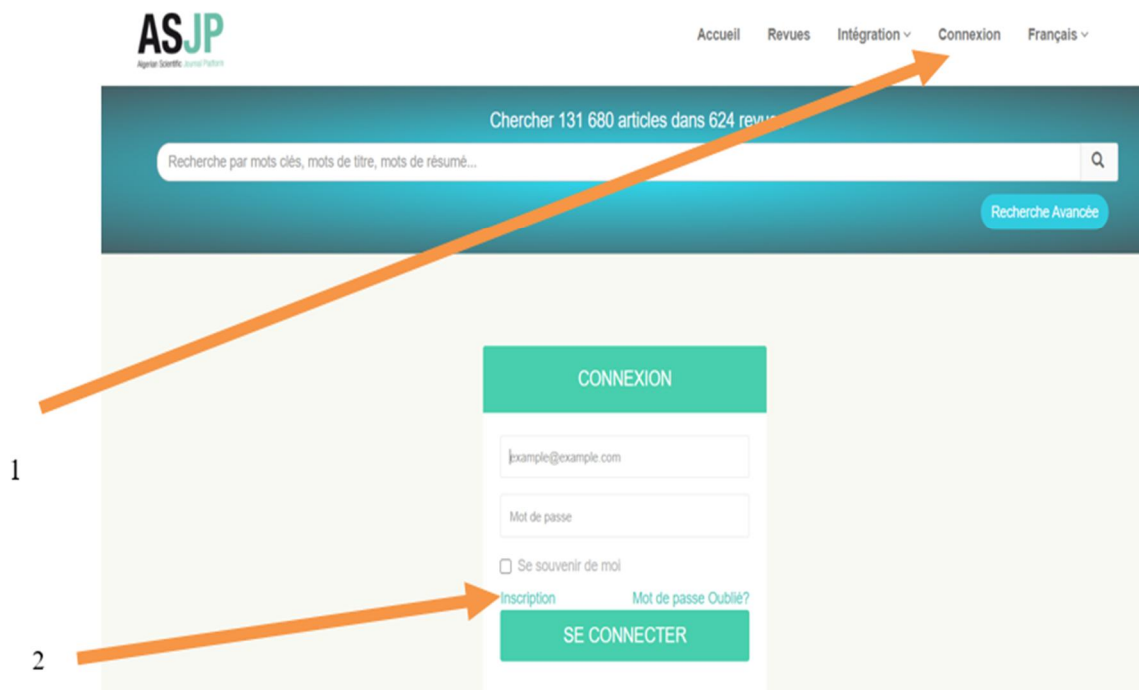 ASJP
Algerian Scientific Journal Platform
Accueil Revues Intégration Connexion Français
Chercher 131 680 articles dans 624
Recherche par mots clés, mots de titre, mots de résumé...
Recherche Avancée
CONNEXION
example@example.com
1
Mot de passe
Se souvenir de moi
Inscription Mot de passe Oublié?
SE CONNECTER
2